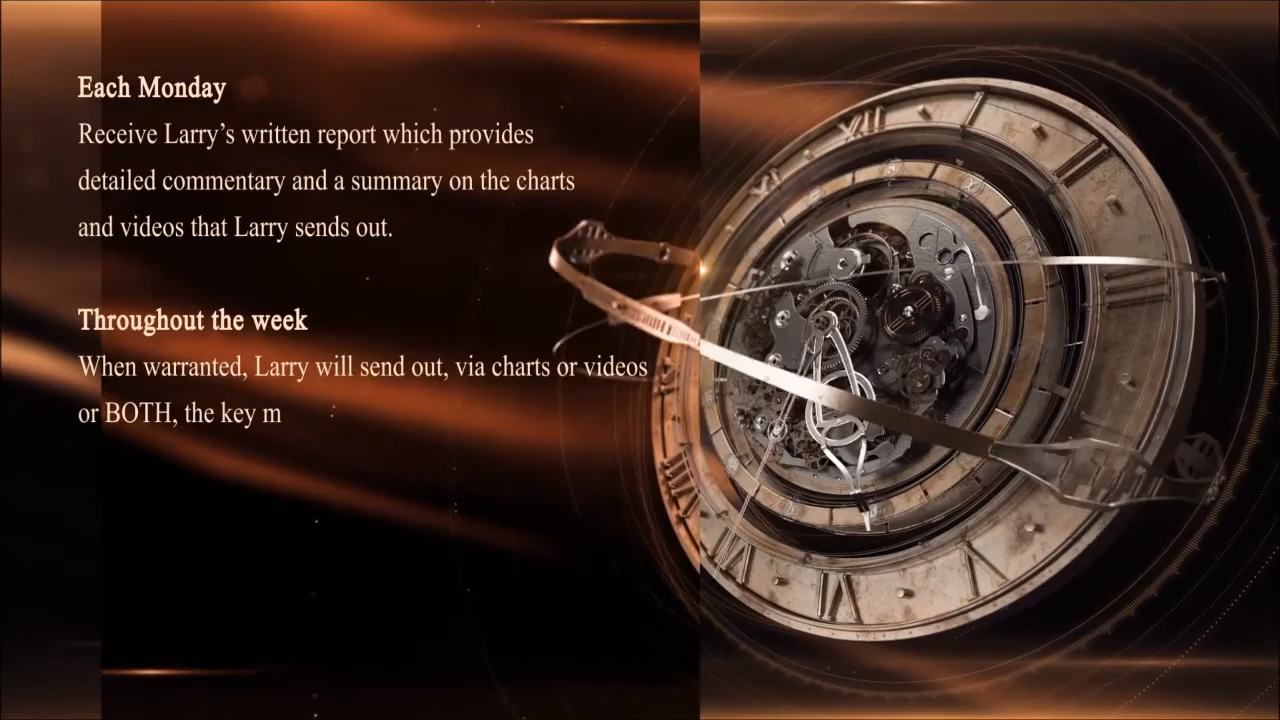 Each Monday
Receive Larry’s written report which provides
detailed commentary and a summary on the charts
and videos that Larry sends out.
Throughout the week
When warranted, Larry will send out, via charts or videos
or BOTH, the key m